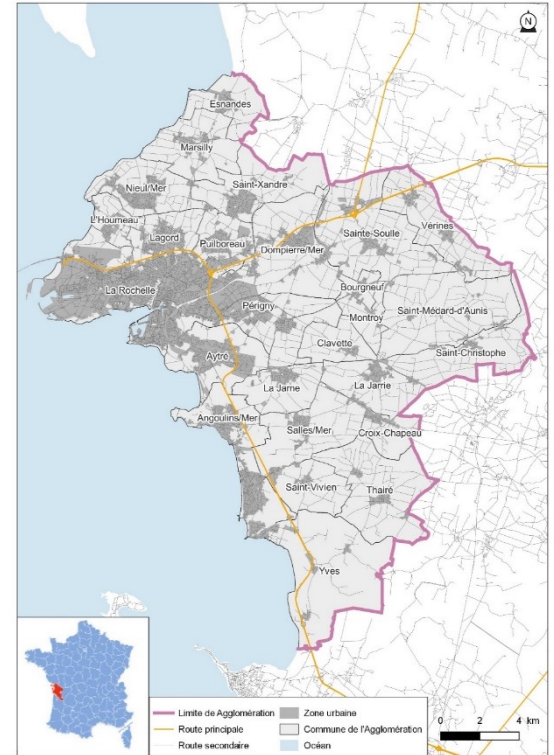 N
Esnandes
Marsilly
Nieul/Mer
Saint-Xandre
L'Houmeau
Lagord
Puilboreau
Dompierre/Mer
Sainte-Soulle
Vérines
La Rochelle
Périgny
Bourgneuf
Montroy
Saint-Médard-d'Aunis
Clavette
Saint-Christophe
Aytré
La Jarne
La Jarrie
Angoulins/Mer
Salles/Mer
Croix-Chapeau
Saint-Vivien
Thairé
Yves
Limite de Agglomération
Route principale
Route secondaire
Zone urbaine
Commune de l'Agglomération
Océan
0 2 4 km